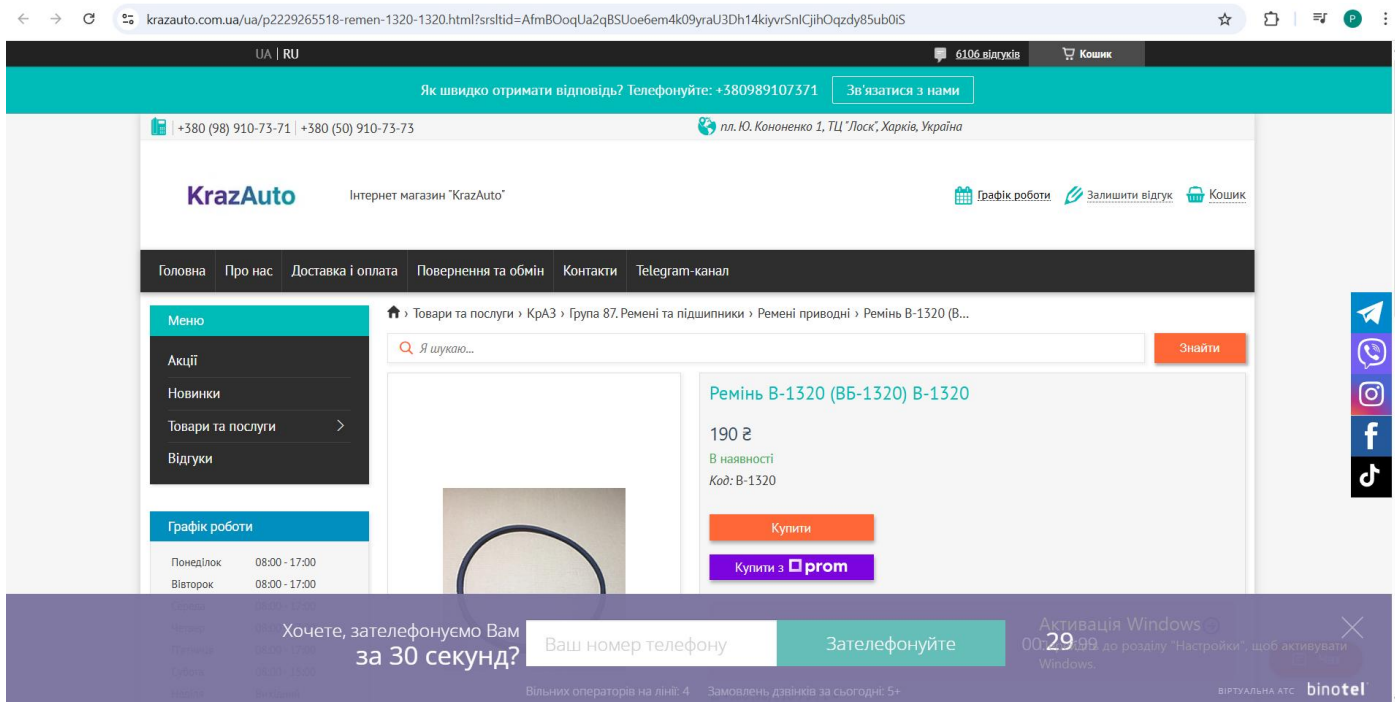 krazauto.com.ua/ua/p2229265518-remen-1320-1320.html?srsltid=AfmBOoqUa2qBSUoe6em4k09yraU3Dh14kiyvrSnICjihOqzdy85ub0iS
P
UA | RU
6106 відгуків
Кошик
Як швидко отримати відповідь? Телефонуйте: +380989107371
Зв'язатися з нами
+380 (98) 910-73-71 +380 (50) 910-73-73
пл. Ю. Кононенко 1, ТЦ "Лоск", Харків, Україна
KrazAuto
Інтернет магазин "KrazAuto"
Графік роботи
Залишити відгук
Кошик
Головна Про нас Доставка і оплата Повернення та обмін Контакти Telegram-канал
Меню
Акції
Новинки
Товари та послуги
Відгуки
› Товари та послуги › КрАЗ › Група 87. Ремені та підшипники › Ремені приводні › Ремінь В-1320 (В...
Я шукаю...
Знайти
Ремінь В-1320 (ВБ-1320) В-1320
190 ₴
В наявності
Код: В-1320
Купити
Купити з prom
Графік роботи
Понеділок 08:00 - 17:00
Вівторок 08:00 - 17:00
Хочете, зателефонуємо Вам
за 30 секунд?
Ваш номер телефону
Зателефонуйте
Активація Windows
до розділу "Настройки", щоб активувати
Windows.
Вільних операторів на лінії: 4 Замовлень дзвінків за сьогодні: 5+
ВІРТУАЛЬНА АТС binotel